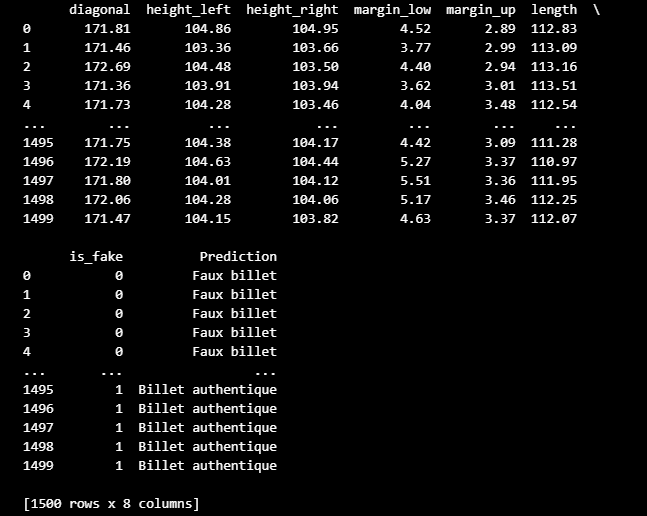 diagonal height_left height_right margin_low margin_up length \
0 171.81 104.86 104.95 4.52 2.89 112.83
1 171.46 103.36 103.66 3.77 2.99 113.09
2 172.69 104.48 103.50 4.40 2.94 113.16
3 171.36 103.91 103.94 3.62 3.01 113.51
4 171.73 104.28 103.46 4.04 3.48 112.54
... ... ... ... ... ... ...
1495 171.75 104.38 104.17 4.42 3.09 111.28
1496 172.19 104.63 104.44 5.27 3.37 110.97
1497 171.80 104.01 104.12 5.51 3.36 111.95
1498 172.06 104.28 104.06 5.17 3.46 112.25
1499 171.47 104.15 103.82 4.63 3.37 112.07
is_fake Prediction
0 0 Faux billet
1 0 Faux billet
2 0 Faux billet
3 0 Faux billet
4 0 Faux billet
... ... ...
1495 1 Billet authentique
1496 1 Billet authentique
1497 1 Billet authentique
1498 1 Billet authentique
1499 1 Billet authentique
[1500 rows x 8 columns]